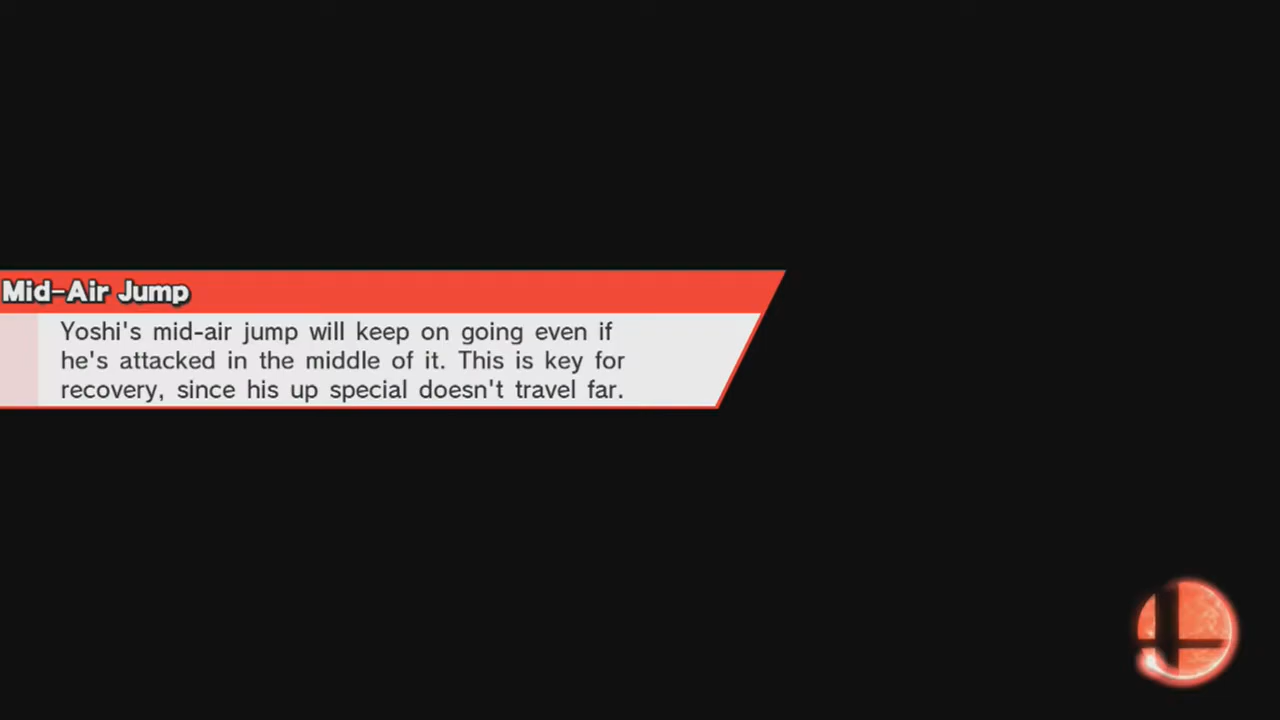 Mid-Air Jump
Yoshi's mid-air jump will keep on going even if
he's attacked in the middle of it. This is key for
recovery, since his up special doesn't travel far.